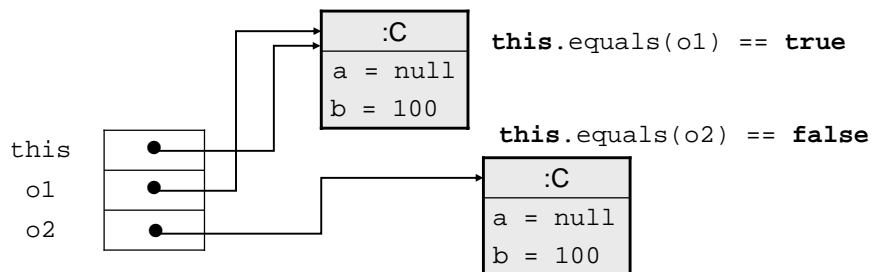 :C
this.equals(o1) == true
a = null
b = 100
this.equals(o2) == false
this
o1
o2
:C
a = null
b = 100